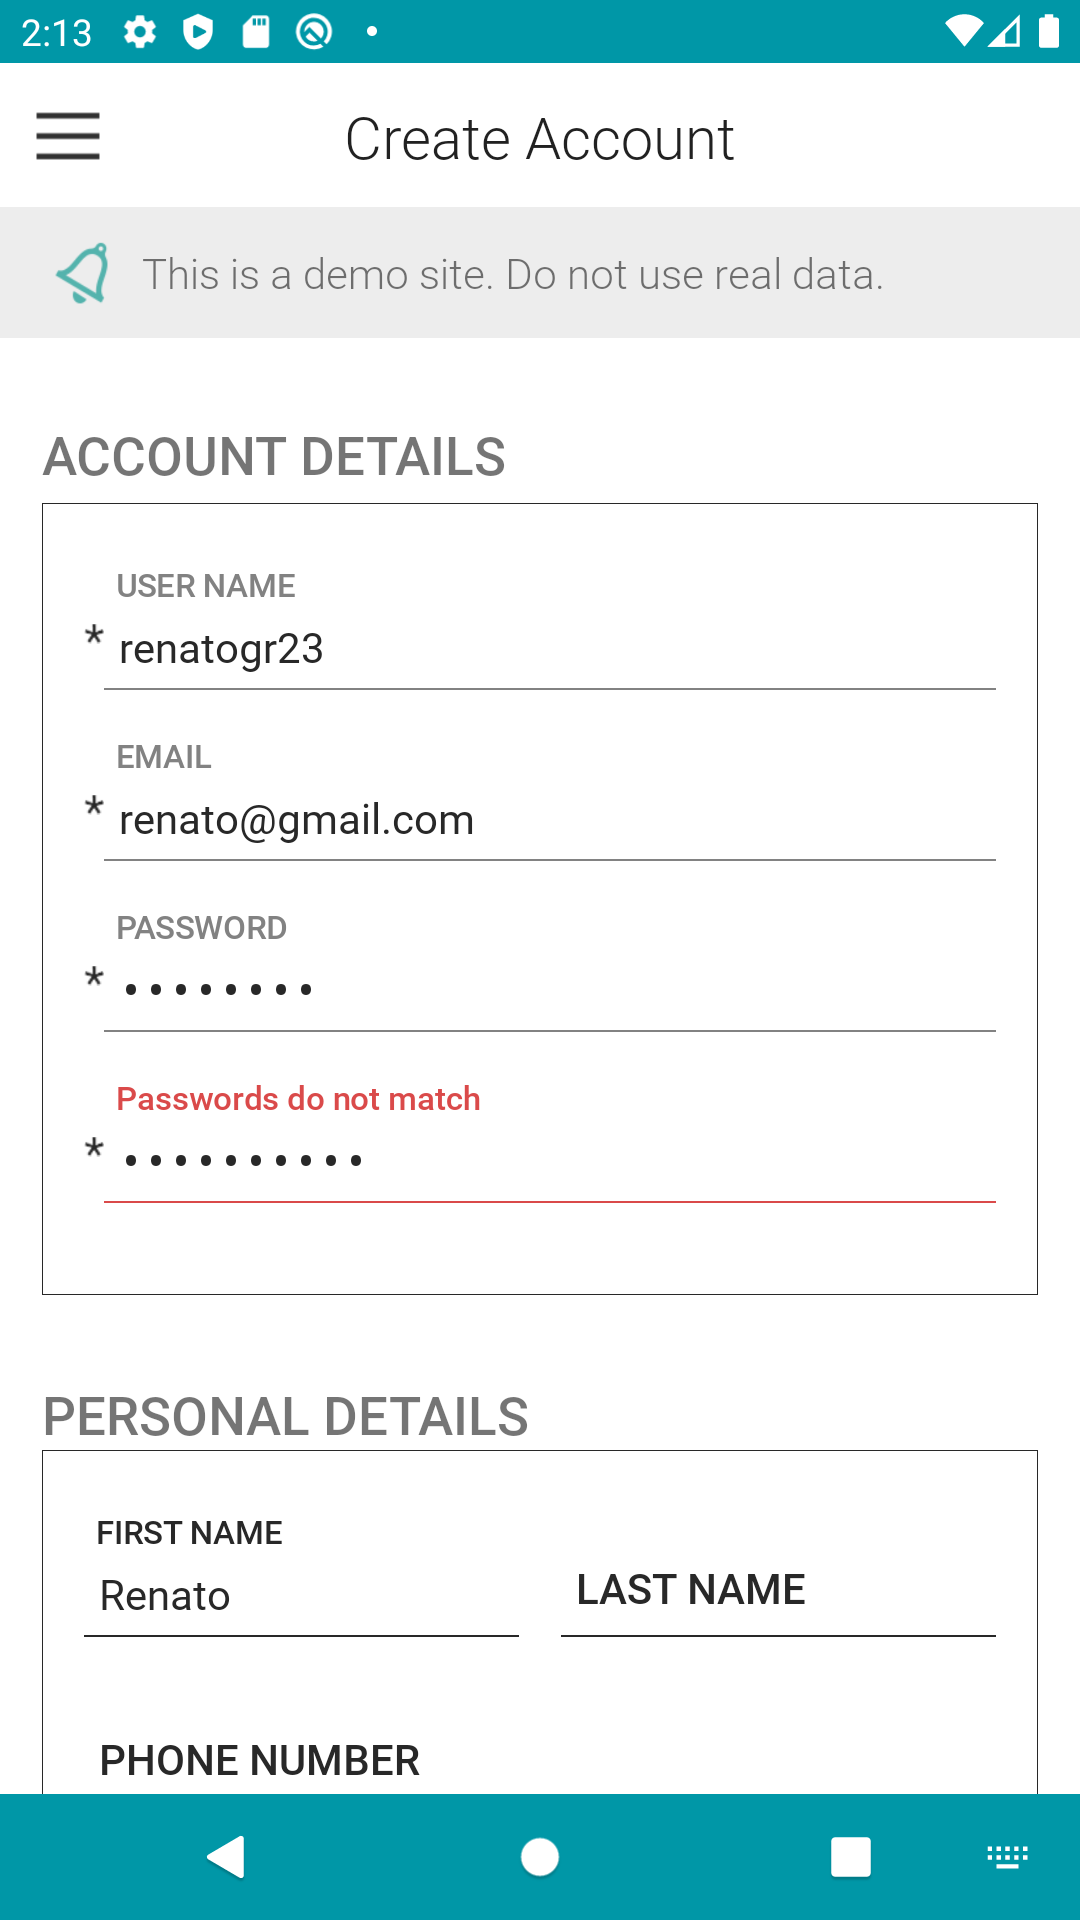 2:13
Create Account
This is a demo site. Do not use real data.
ACCOUNT DETAILS
USER NAME
* renatogr23
EMAIL
* renato@gmail.com
PASSWORD
* ••••••••
Passwords do not match
* ••••••••••
PERSONAL DETAILS
FIRST NAME
Renato
LAST NAME
PHONE NUMBER